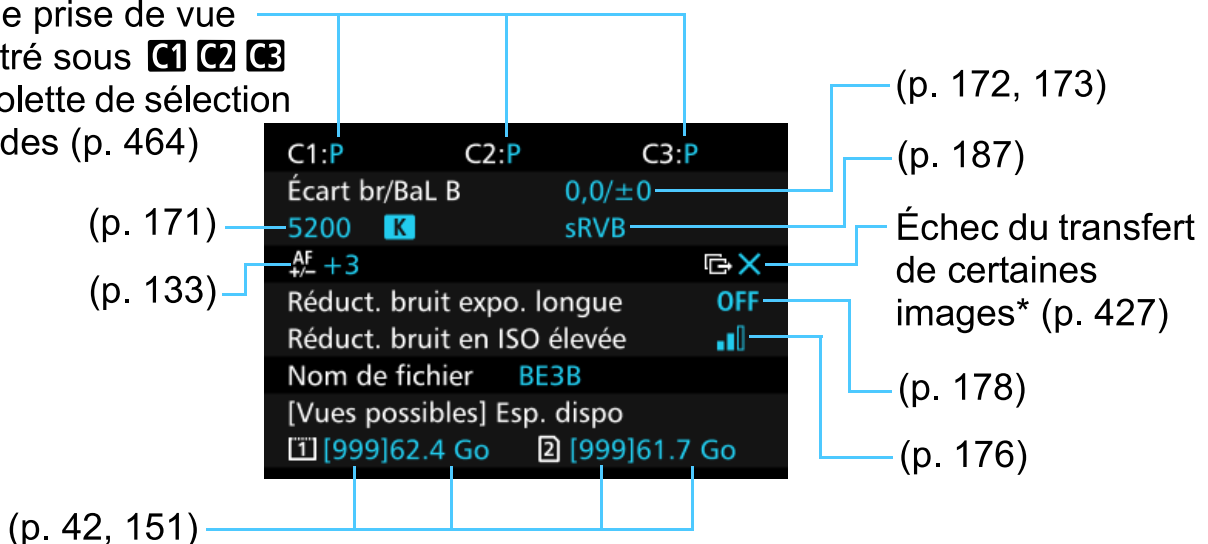 e prise de vue
tré sous C1 C2 C3
olette de sélection
des (p. 464)
(p. 171)
(p. 133)
C1:P C2:P C3:P
Écart br/BaL B 0,0/±0
5200 K sRVB
AF +/– +3
Réduct. bruit expo. longue OFF
Réduct. bruit en ISO élevée
Nom de fichier BE3B
[Vues possibles] Esp. dispo
1 [999]62.4 Go 2 [999]61.7 Go
(p. 172, 173)
(p. 187)
Échec du transfert
de certaines
images* (p. 427)
(p. 178)
(p. 176)
(p. 42, 151)